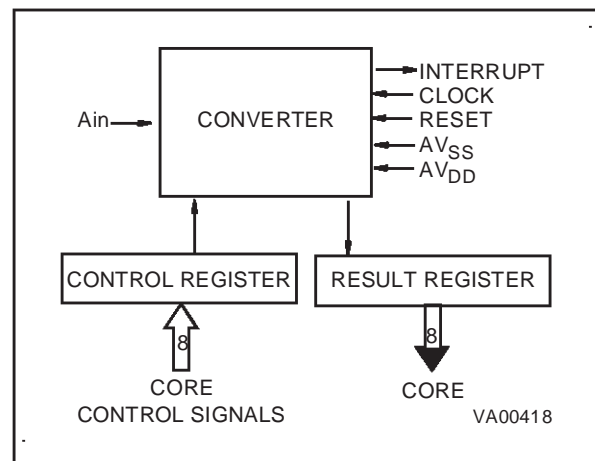 INTERRUPT
CLOCK
Ain
CONVERTER
RESET
AVSS
AVDD
CONTROL REGISTER
RESULT REGISTER
8
8
CORE
CONTROL SIGNALS
CORE
VA00418